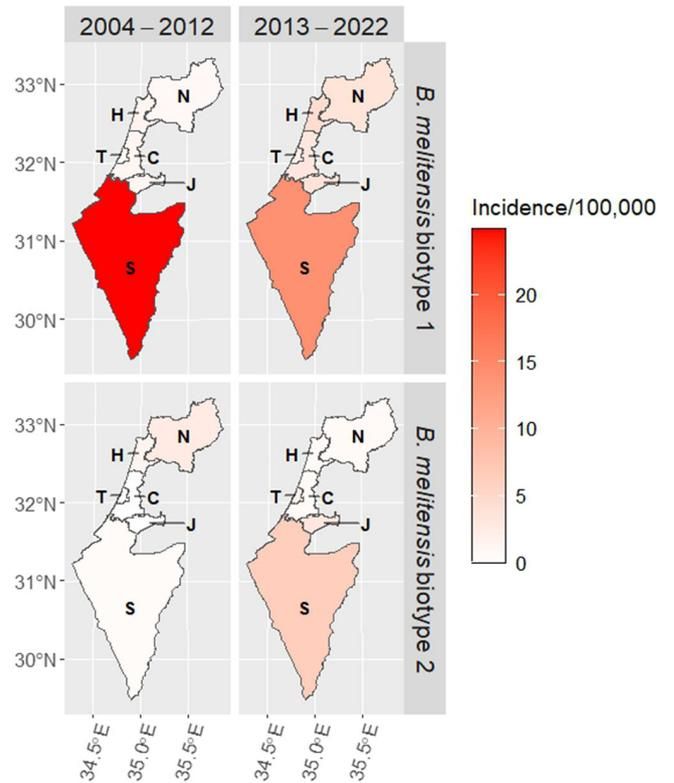 2004 – 2012
2013 – 2022
33°N
32°N
31°N
30°N
H
N
T
C
J
S
H
N
T
C
J
S
B. melitensis biotype 1
33°N
32°N
31°N
30°N
H
N
T
C
J
S
H
N
T
C
J
S
B. melitensis biotype 2
34.5°E
35.0°E
35.5°E
34.5°E
35.0°E
35.5°E
Incidence/100,000
20
15
10
5
0